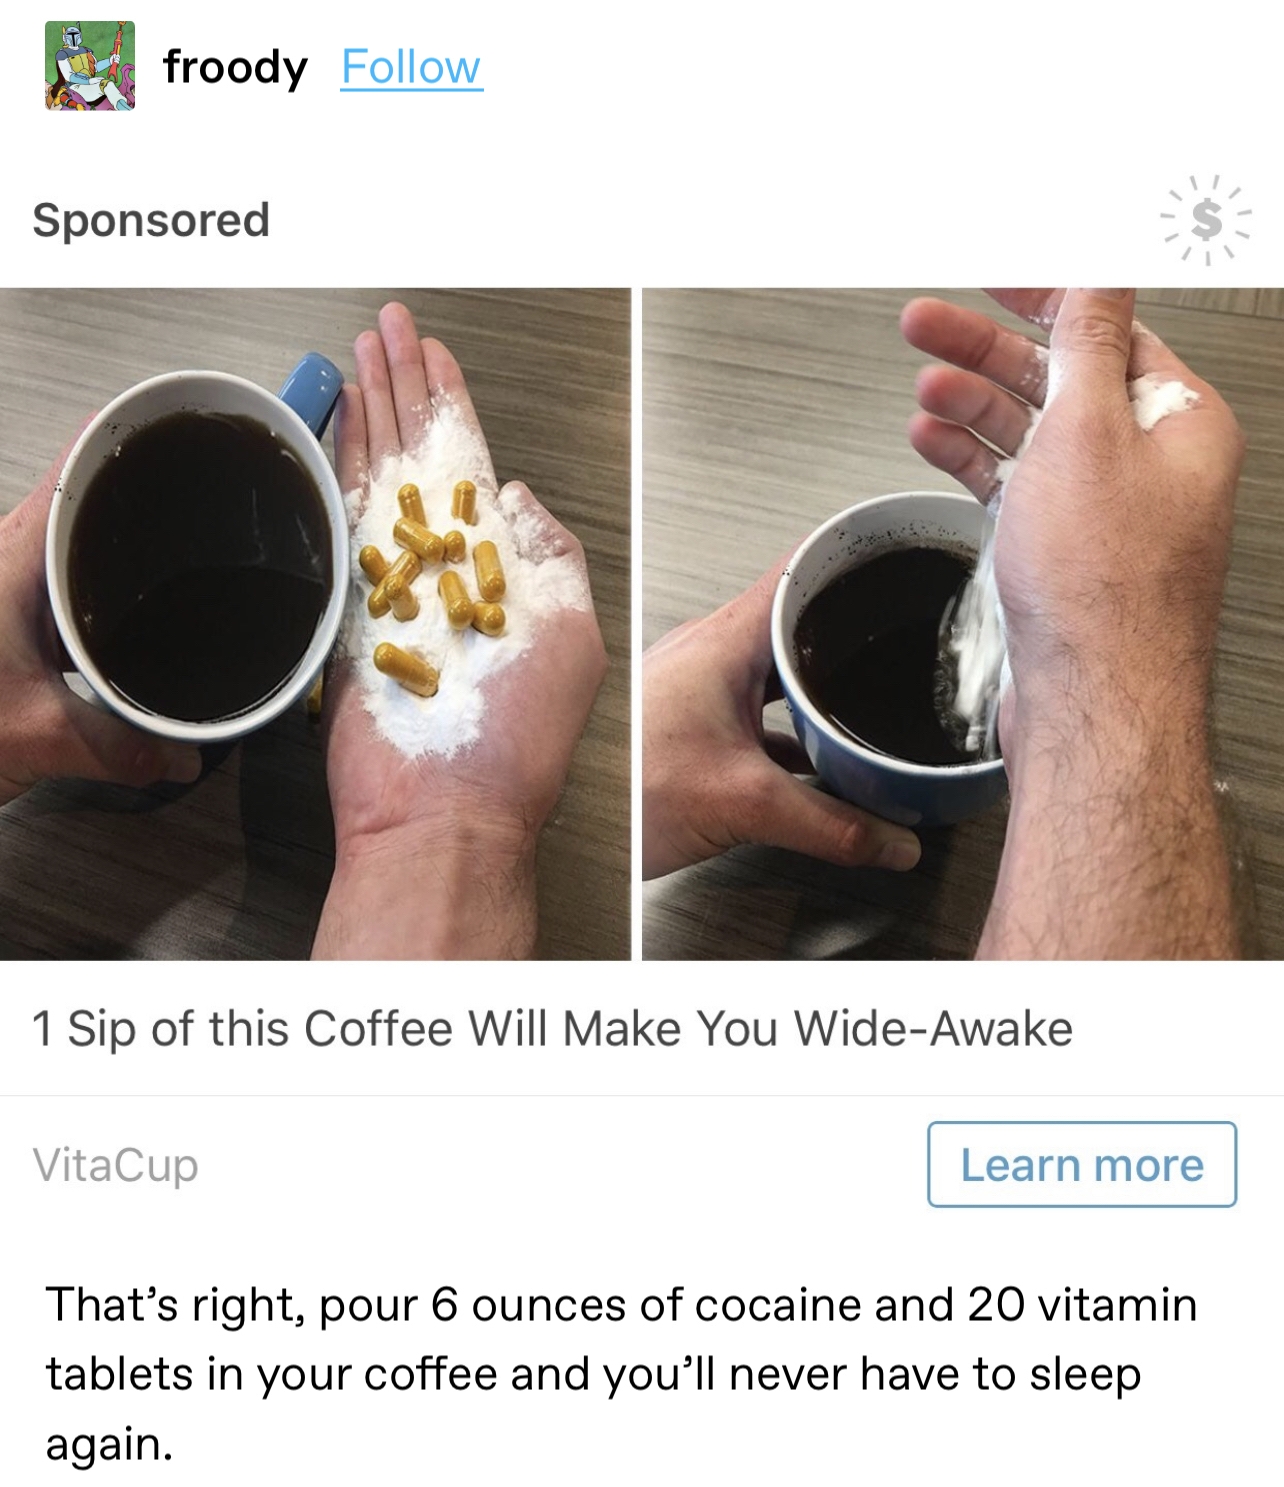 froody Follow
Sponsored
$
1 Sip of this Coffee Will Make You Wide-Awake
VitaCup
Learn more
That’s right, pour 6 ounces of cocaine and 20 vitamin
tablets in your coffee and you’ll never have to sleep
again.